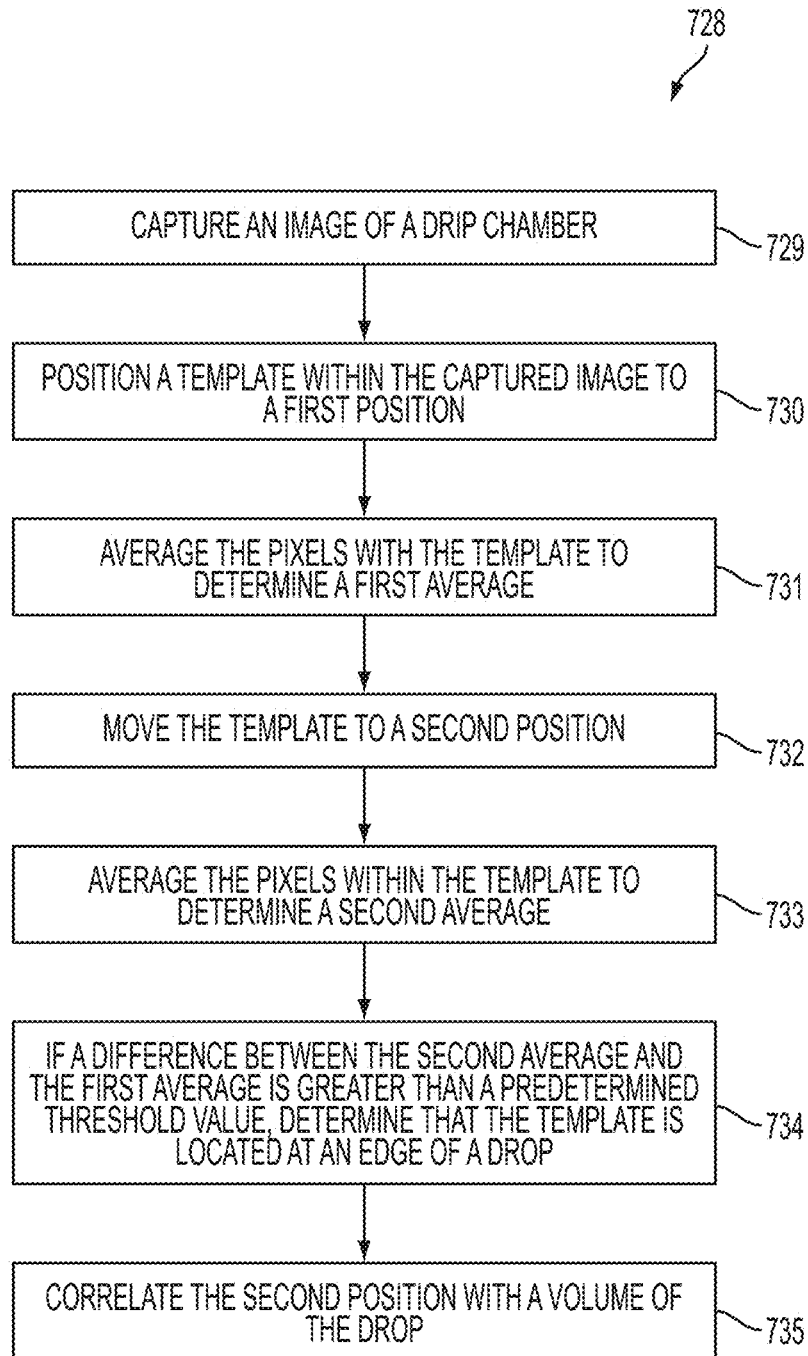 728
CAPTURE AN IMAGE OF A DRIP CHAMBER
729
POSITION A TEMPLATE WITHIN THE CAPTURED IMAGE TO
A FIRST POSITION
730
AVERAGE THE PIXELS WITH THE TEMPLATE TO
DETERMINE A FIRST AVERAGE
731
MOVE THE TEMPLATE TO A SECOND POSITION
732
AVERAGE THE PIXELS WITHIN THE TEMPLATE TO
DETERMINE A SECOND AVERAGE
733
IF A DIFFERENCE BETWEEN THE SECOND AVERAGE AND
THE FIRST AVERAGE IS GREATER THAN A PREDETERMINED
THRESHOLD VALUE, DETERMINE THAT THE TEMPLATE IS
LOCATED AT AN EDGE OF A DROP
734
CORRELATE THE SECOND POSITION WITH A VOLUME OF
THE DROP
735